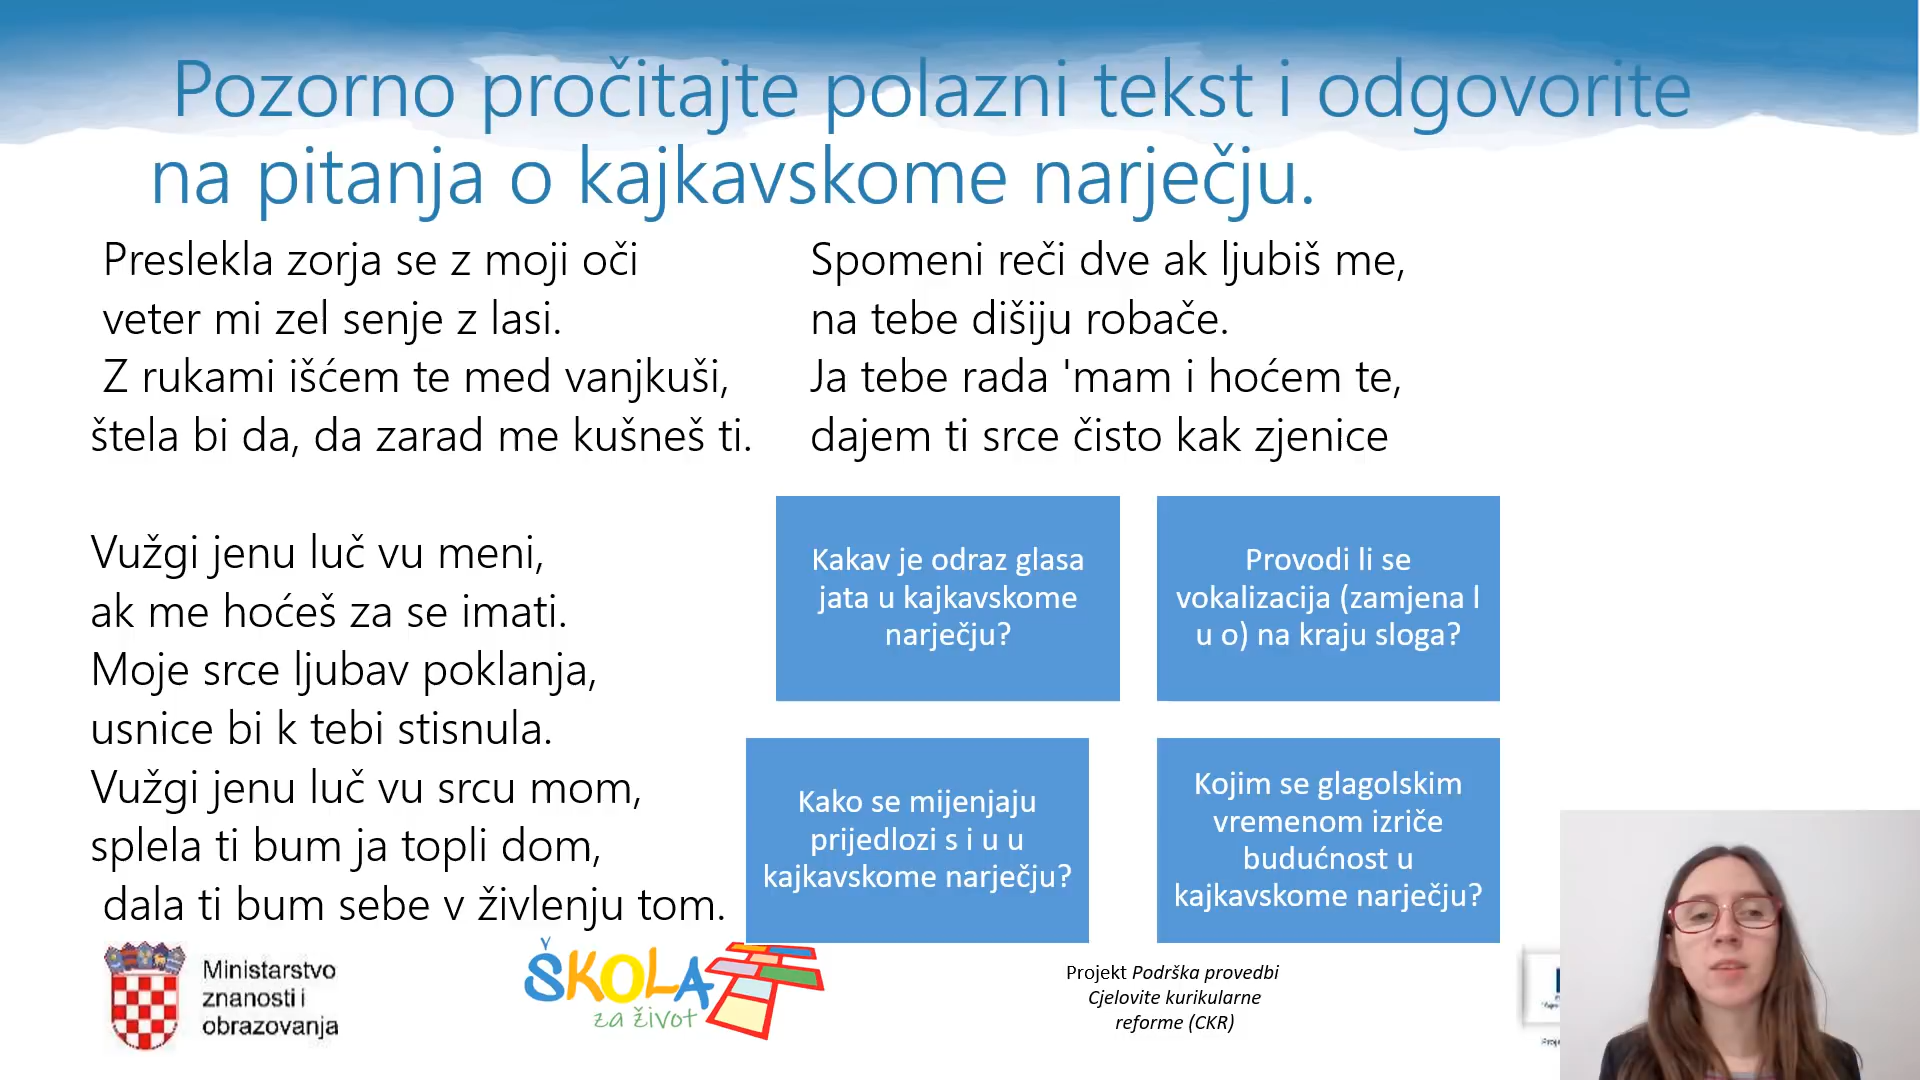 Pozorno pročitajte polazni tekst i odgovorite
na pitanja o kajkavskome narječju.
Preslekla zorja se z moji oči
veter mi zel senje z lasi.
Z rukami išćem te med vanjkuši,
štela bi da, da zarad me kušneš ti.
Vužgi jenu luč vu meni,
ak me hoćeš za se imati.
Moje srce ljubav poklanja,
usnice bi k tebi stisnula.
Vužgi jenu luč vu srcu mom,
splela ti bum ja topli dom,
dala ti bum sebe v živlenju tom.
Spomeni reči dve ak ljubiš me,
na tebe dišiju robače.
Ja tebe rada 'mam i hoćem te,
dajem ti srce čisto kak zjenice
Kakav je odraz glasa
jata u kajkavskome
narječju?
Provodi li se
vokalizacija (zamjena l
u o) na kraju sloga?
Kako se mijenjaju
prijedlozi s i u u
kajkavskome narječju?
Kojim se glagolskim
vremenom izriče
budućnost u
kajkavskome narječju?
Ministarstvo
znanosti i
obrazovanja
ŠKOLA
za život
Projekt Podrška provedbi
Cjelovite kurikularne
reforme (CKR)